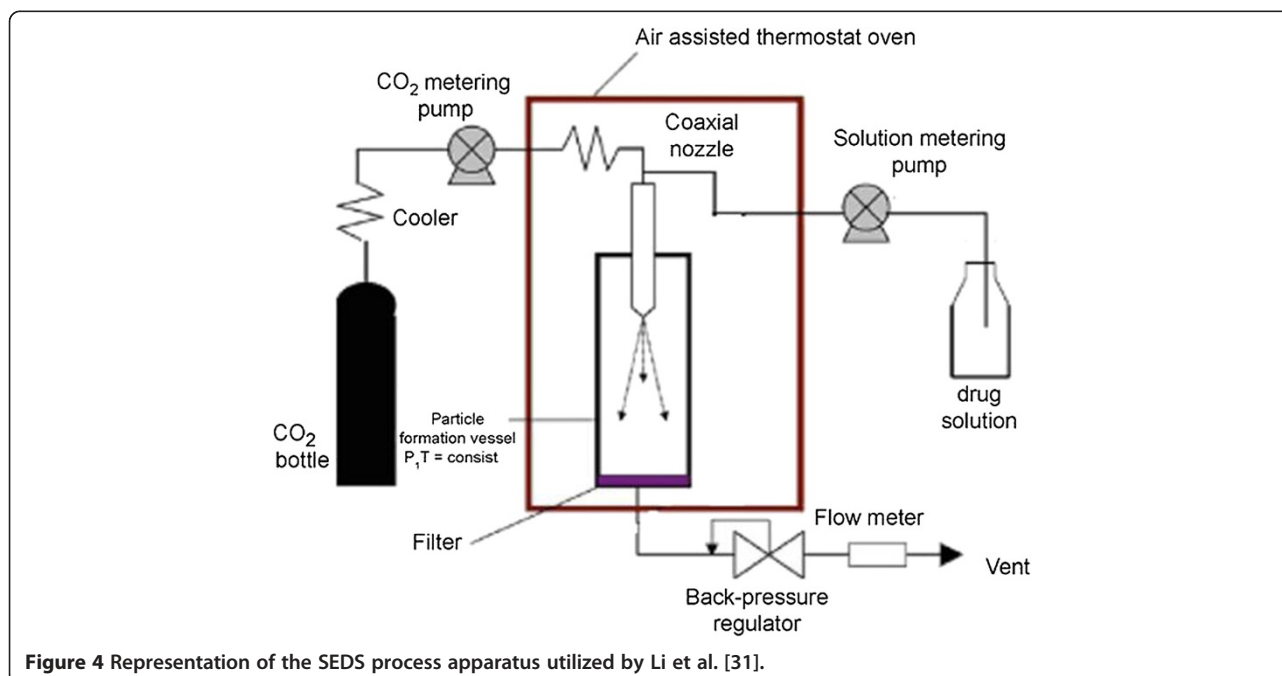 Air assisted thermostat oven
CO₂ metering
pump
Coaxial
nozzle
Solution metering
pump
Cooler
CO₂
bottle
Particle
formation vessel
P₁T = consist
drug
solution
Filter
Flow meter
Vent
Back-pressure
regulator
Figure 4 Representation of the SEDS process apparatus utilized by Li et al. [31].